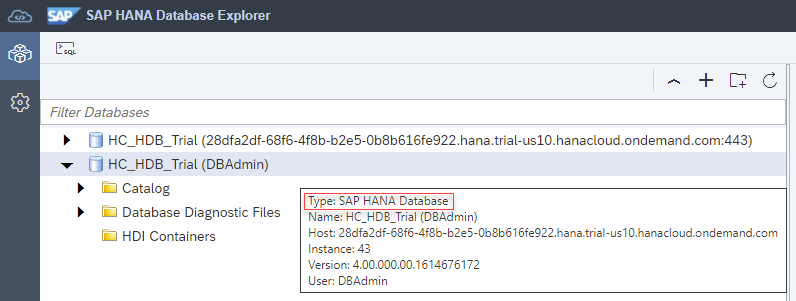 SAP SAP HANA Database Explorer
SQL
Filter Databases
HC_HDB_Trial (28dfa2df-68f6-4f8b-b2e5-0b8b616fe922.hana.trial-us10.hanacloud.ondemand.com:443)
HC_HDB_Trial (DBAdmin)
Catalog
Database Diagnostic Files
HDI Containers
Type: SAP HANA Database
Name: HC_HDB_Trial (DBAdmin)
Host: 28dfa2df-68f6-4f8b-b2e5-0b8b616fe922.hana.trial-us10.hanacloud.ondemand.com
Instance: 43
Version: 4.00.000.00.1614676172
User: DBAdmin